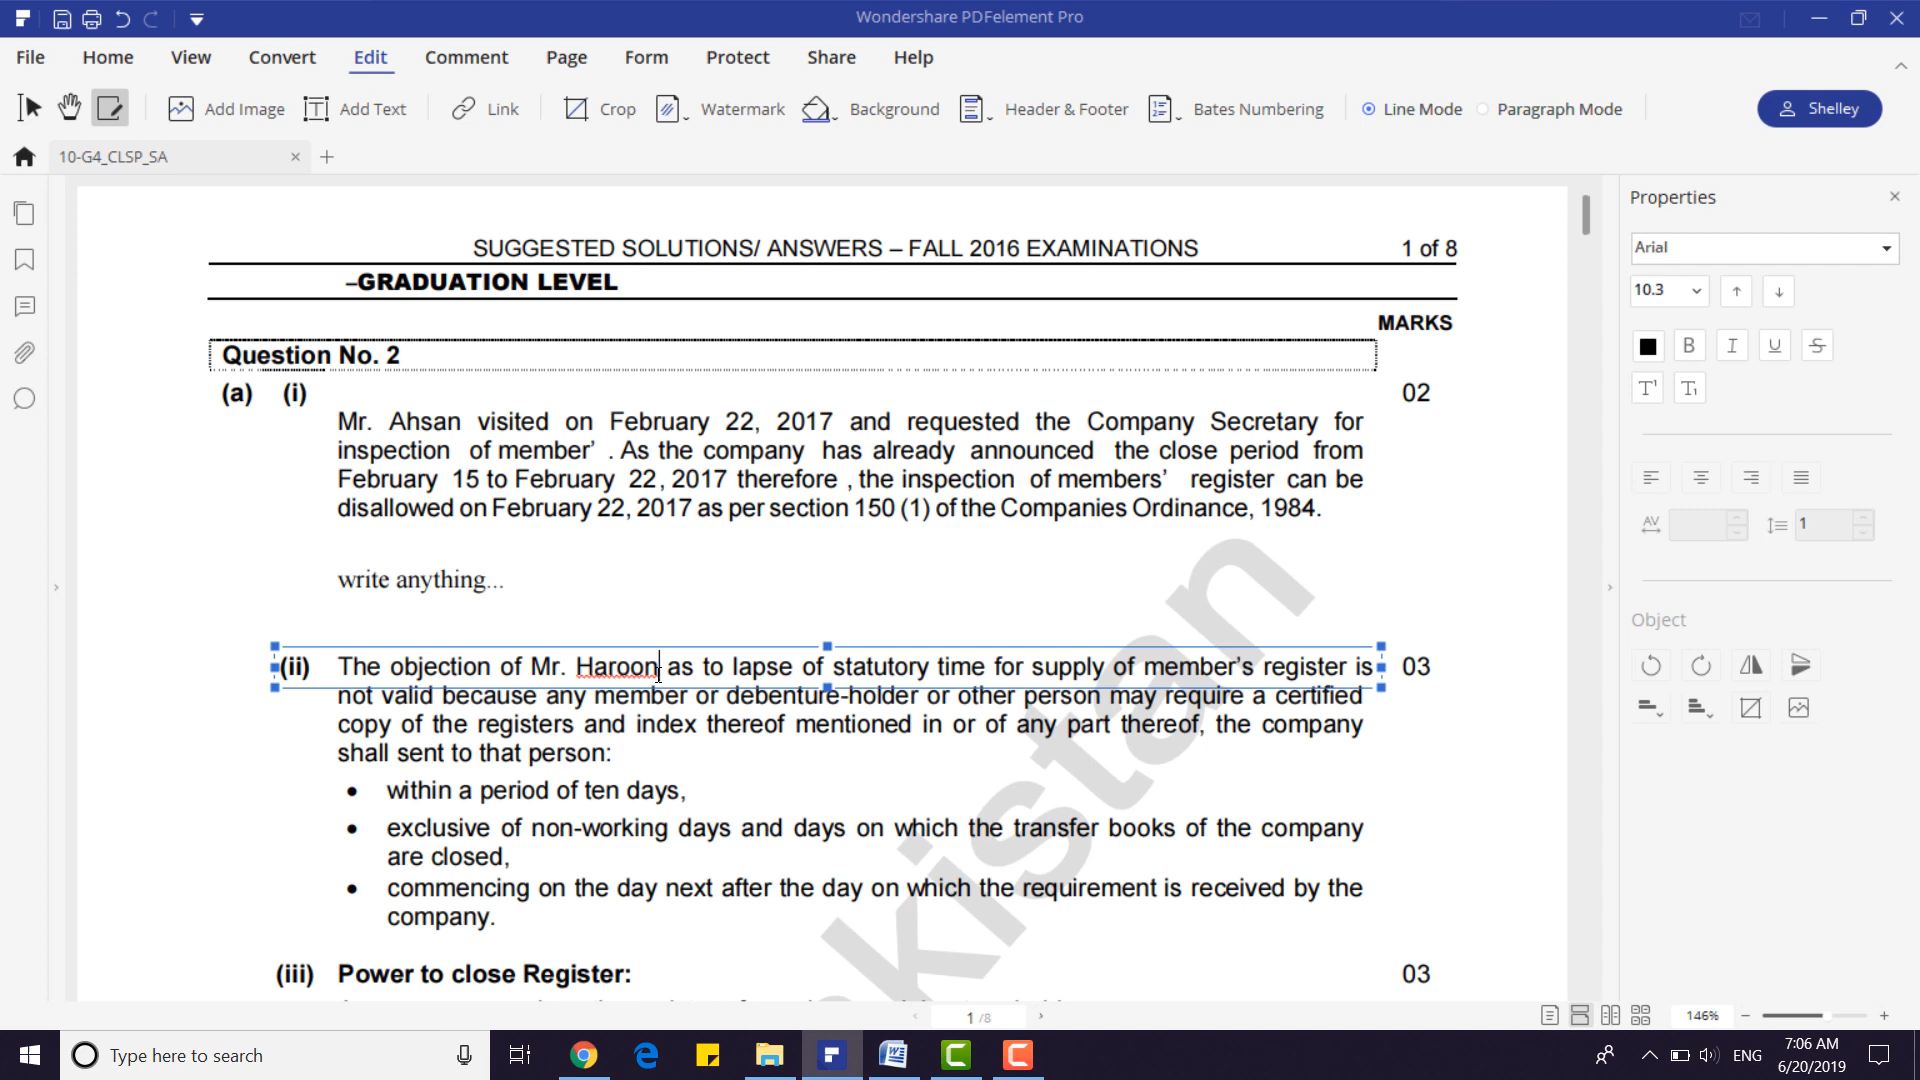 Wondershare PDFelement Pro
File Home View Convert Edit Comment Page Form Protect Share Help
Add Image Add Text Link Crop Watermark Background Header & Footer Bates Numbering Line Mode Paragraph Mode Shelley
10-G4_CLSP_SA
SUGGESTED SOLUTIONS/ ANSWERS – FALL 2016 EXAMINATIONS 1 of 8
–GRADUATION LEVEL
MARKS
Question No. 2
(a) (i) 02
Mr. Ahsan visited on February 22, 2017 and requested the Company Secretary for
inspection of member’ . As the company has already announced the close period from
February 15 to February 22, 2017 therefore , the inspection of members’ register can be
disallowed on February 22, 2017 as per section 150 (1) of the Companies Ordinance, 1984.
write anything...
(ii) The objection of Mr. Haroon as to lapse of statutory time for supply of member’s register is 03
not valid because any member or debenture-holder or other person may require a certified
copy of the registers and index thereof mentioned in or of any part thereof, the company
shall sent to that person:
• within a period of ten days,
• exclusive of non-working days and days on which the transfer books of the company
are closed,
• commencing on the day next after the day on which the requirement is received by the
company.
(iii) Power to close Register: 03
kistan
Properties
Arial
10.3
B I U S
T¹ T₁
AV 1
Object
1 /8
146%
Type here to search
ENG
7:06 AM
6/20/2019